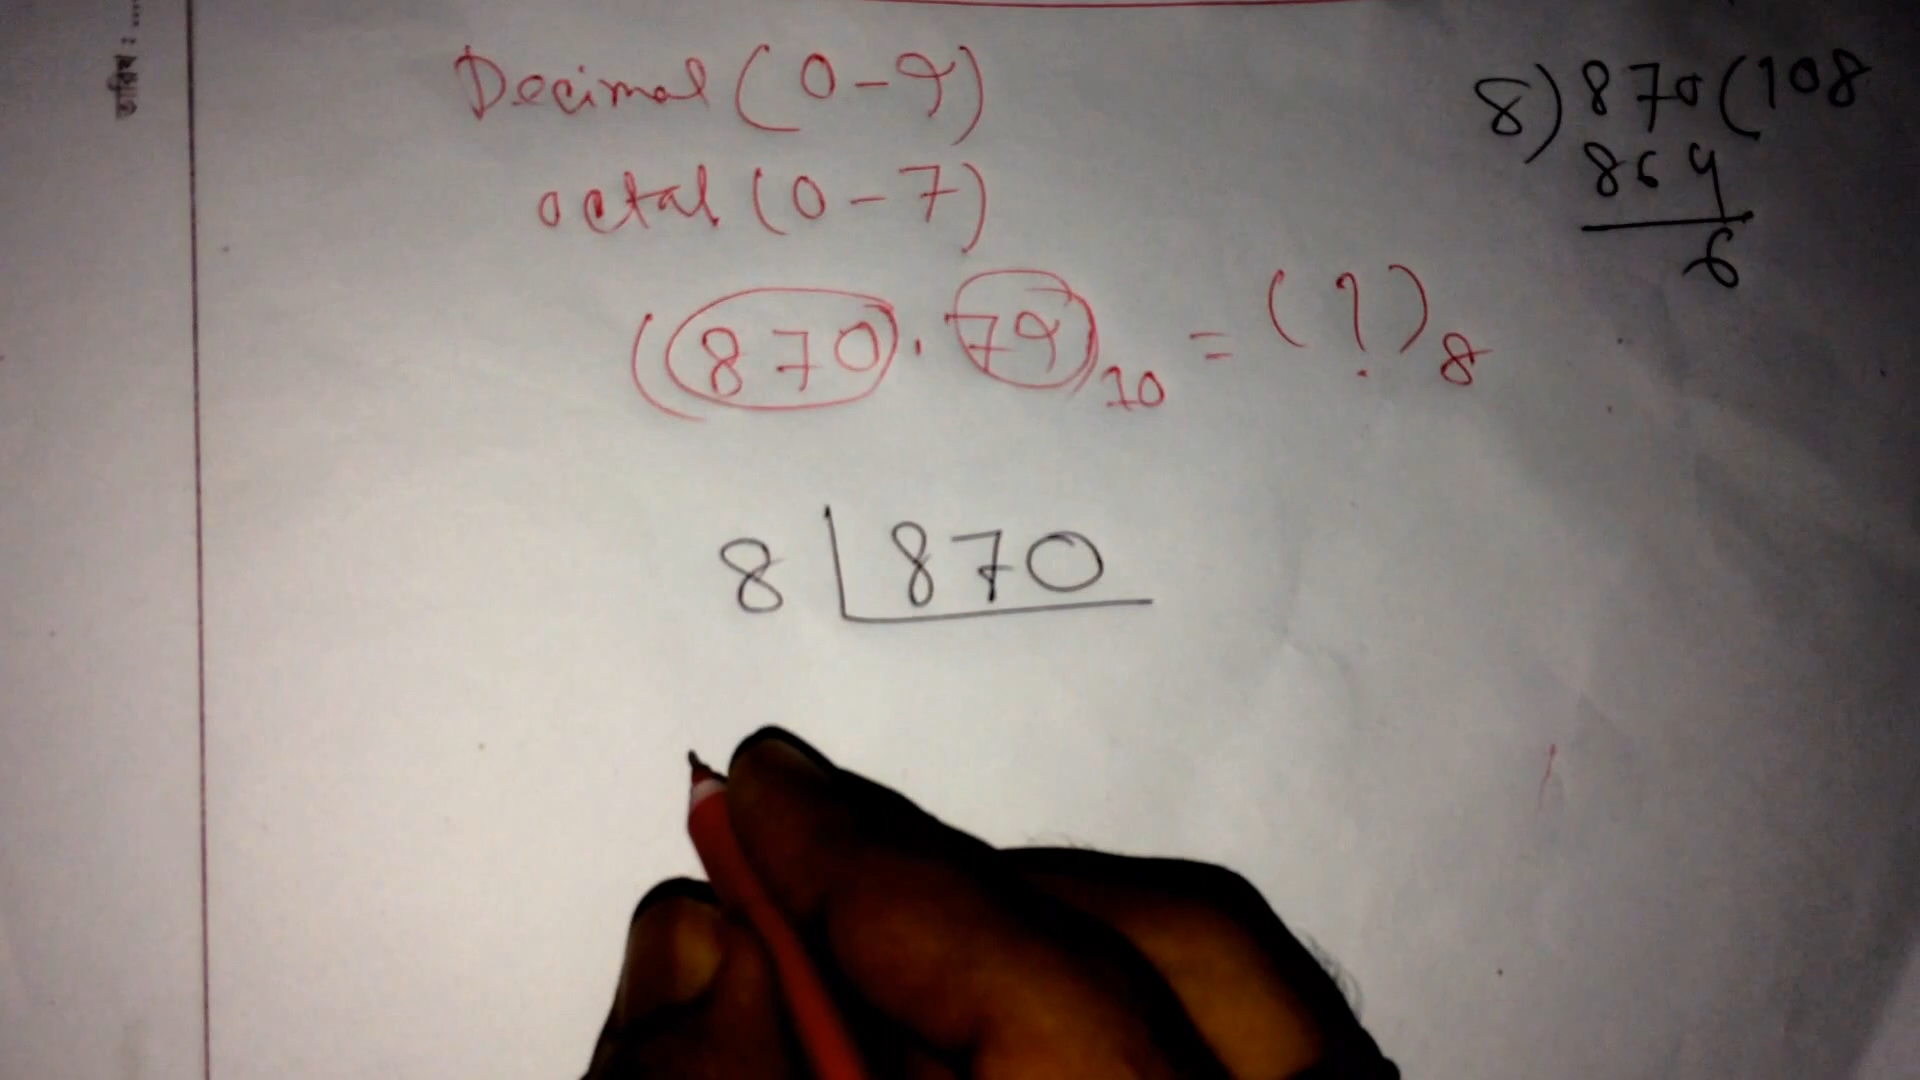 তারিখ : ....
Decimal (0-9)
octal (0-7)
(870.79)10 = (?)8
8 870
8)870(108
864
6